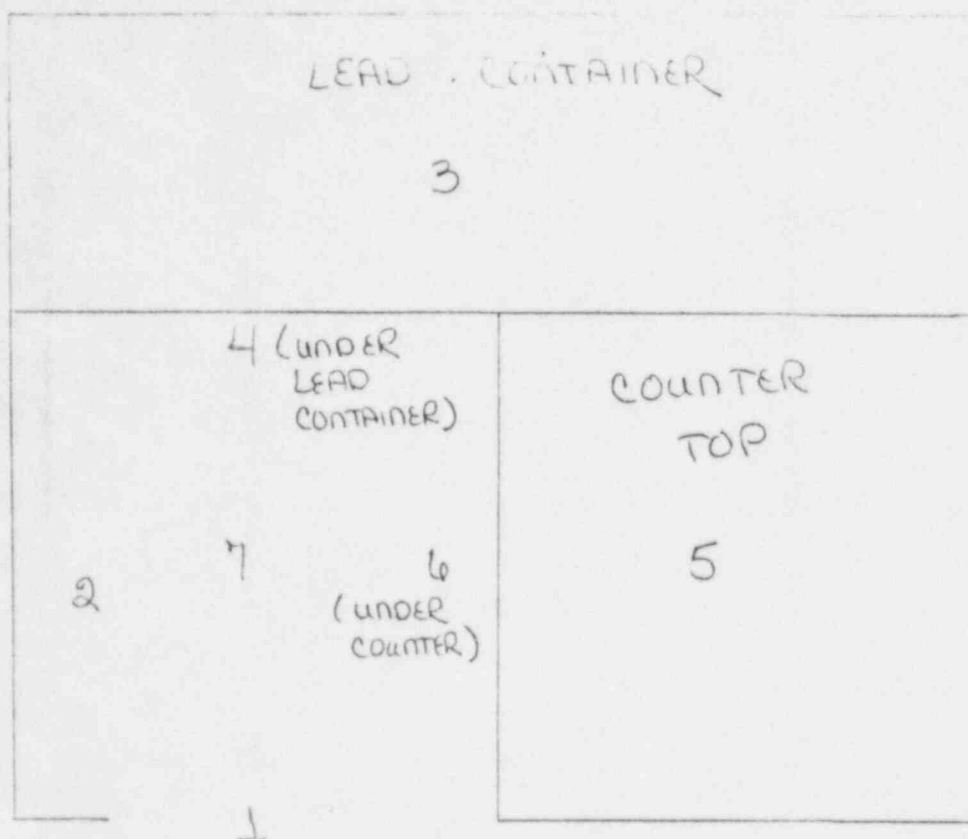 LEAD . CONTAINER
3
4 (UNDER
LEAD
CONTAINER)
COUNTER
TOP
7
6
5
2
(UNDER
COUNTER)
1